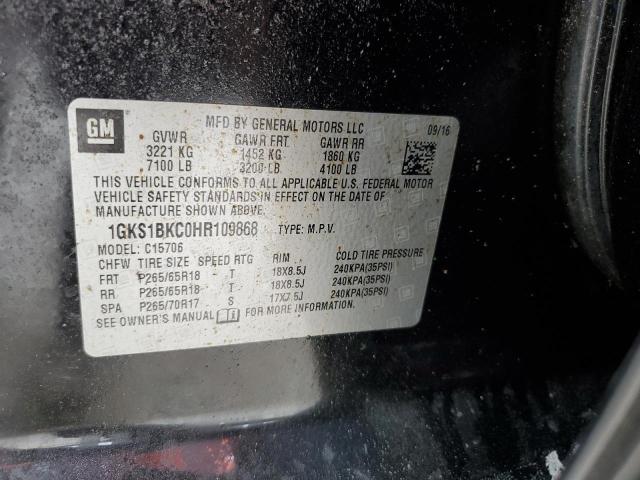 GM
MFD BY GENERAL MOTORS LLC 09/16
GVWR GAWR FRT GAWR RR
3221 KG 1452 KG 1860 KG
7100 LB 3200 LB 4100 LB
THIS VEHICLE CONFORMS TO ALL APPLICABLE U.S. FEDERAL MOTOR
VEHICLE SAFETY STANDARDS IN EFFECT ON THE DATE OF
MANUFACTURE SHOWN ABOVE.
1GKS1BKC0HR109868 TYPE: M.P.V.
MODEL: C15706
CHFW TIRE SIZE SPEED RTG RIM COLD TIRE PRESSURE
FRT P265/65R18 T 18X8.5J 240KPA(35PSI)
RR P265/65R18 T 18X8.5J 240KPA(35PSI)
SPA P265/70R17 S 17X7.5J 240KPA(35PSI)
SEE OWNER'S MANUAL FOR MORE INFORMATION.